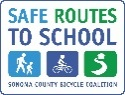 SAFE ROUTES
TO SCHOOL
SONOMA COUNTY BICYCLE COALITION